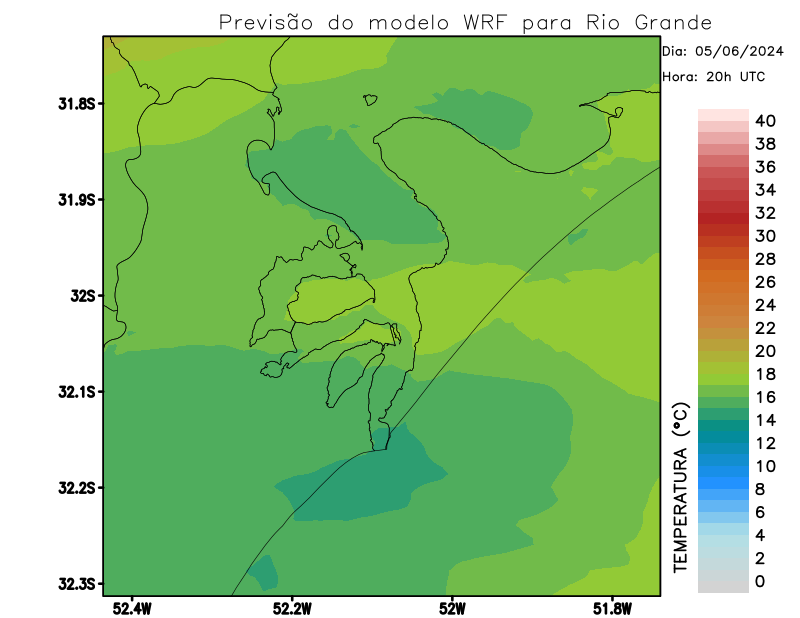 Previsão do modelo WRF para Rio Grande
Dia: 05/06/2024
Hora: 20h UTC
31.8S
31.9S
32S
32.1S
32.2S
32.3S
52.4W
52.2W
52W
51.8W
TEMPERATURA (°C)
40
38
36
34
32
30
28
26
24
22
20
18
16
14
12
10
8
6
4
2
0